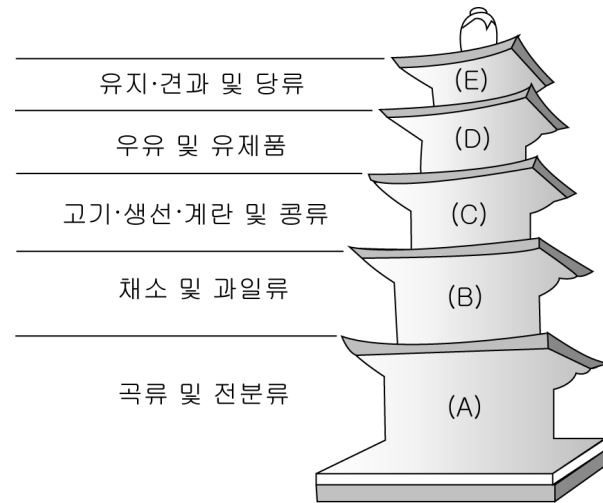 유지·견과 및 당류
(E)
우유 및 유제품
(D)
고기·생선·계란 및 콩류
(C)
채소 및 과일류
(B)
곡류 및 전분류
(A)